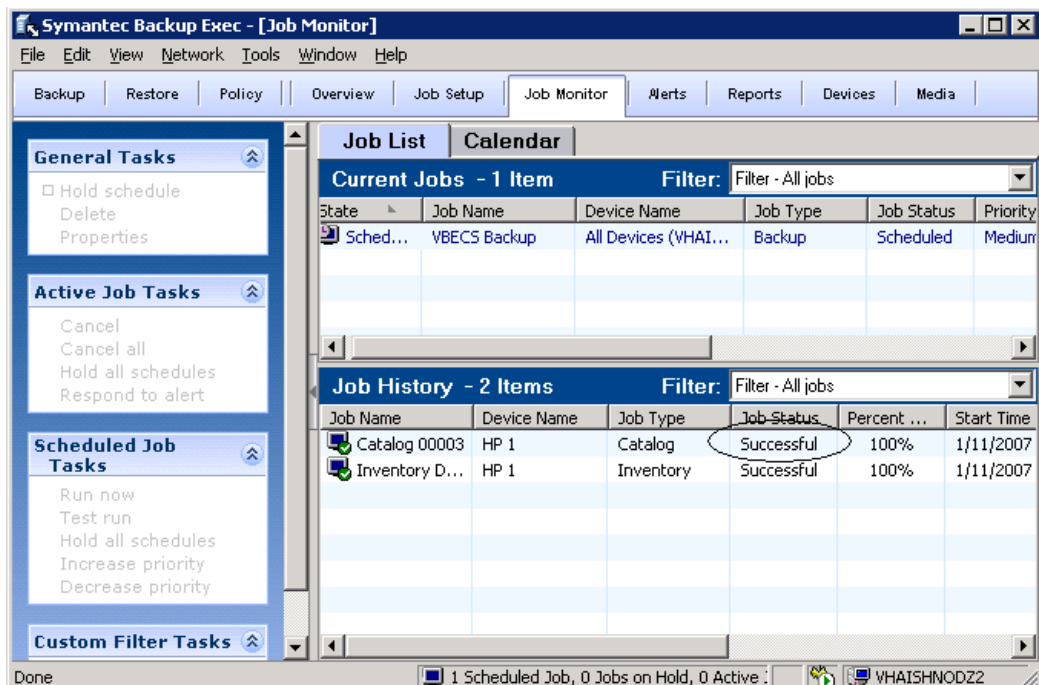 Symantec Backup Exec - [Job Monitor]
File Edit View Network Tools Window Help
Backup Restore Policy Overview Job Setup Job Monitor Alerts Reports Devices Media
General Tasks
Hold schedule
Delete
Properties
Active Job Tasks
Cancel
Cancel all
Hold all schedules
Respond to alert
Scheduled Job
Tasks
Run now
Test run
Hold all schedules
Increase priority
Decrease priority
Custom Filter Tasks
Job List Calendar
Current Jobs - 1 Item Filter: Filter - All jobs
State Job Name Device Name Job Type Job Status Priority
Sched... VBECS Backup All Devices (VHAI... Backup Scheduled Medium
Job History - 2 Items Filter: Filter - All jobs
Job Name Device Name Job Type Job Status Percent ... Start Time
Catalog 00003 HP 1 Catalog Successful 100% 1/11/2007
Inventory D... HP 1 Inventory Successful 100% 1/11/2007
Done 1 Scheduled Job, 0 Jobs on Hold, 0 Active VHAISHNODZ2